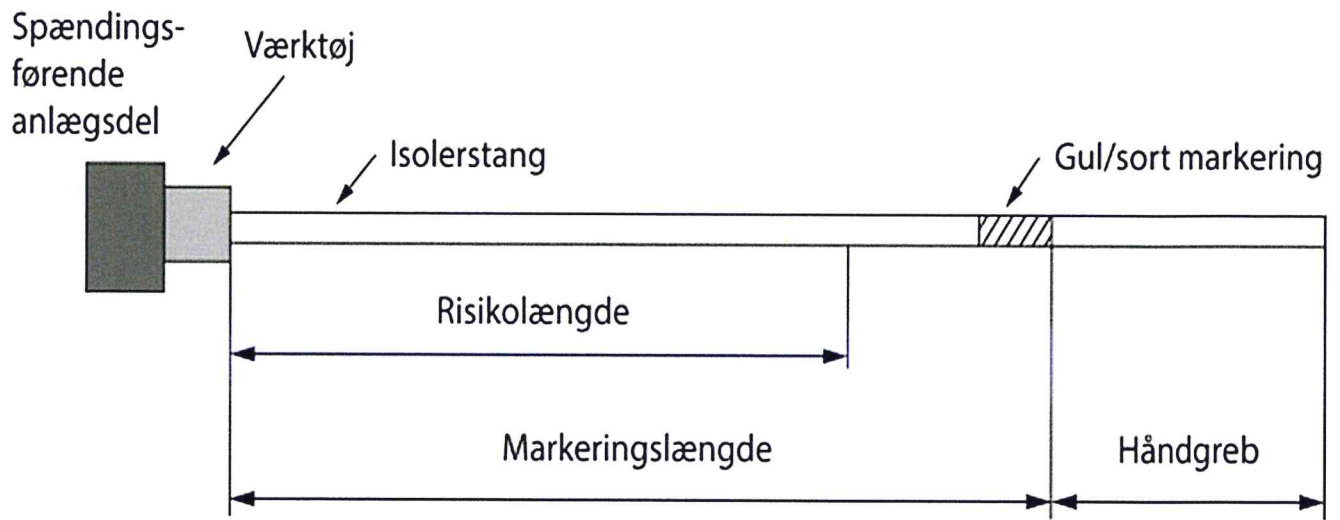 Spændings-
førende
anlægsdel
Værktøj
Isolerstang
Gul/sort markering
Risikolængde
Markeringslængde
Håndgreb